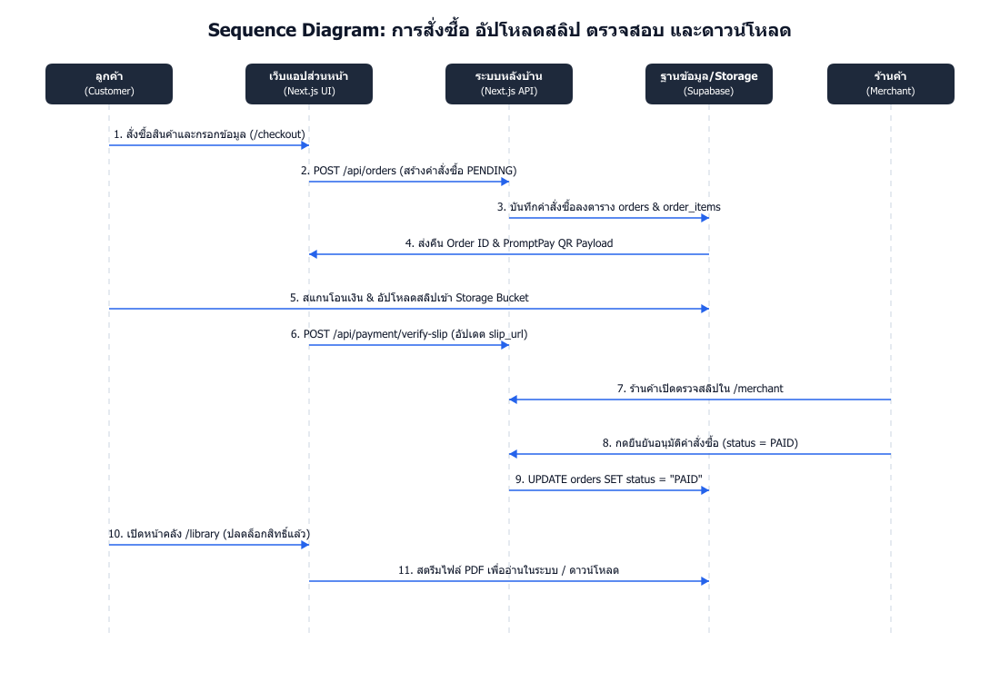 Sequence Diagram: การสั่งซื้อ อัปโหลดสลิป ตรวจสอบ และดาวน์โหลด
ลูกค้า
(Customer)
เว็บแอปส่วนหน้า
(Next.js UI)
ระบบหลังบ้าน
(Next.js API)
ฐานข้อมูล/Storage
(Supabase)
ร้านค้า
(Merchant)
1. สั่งซื้อสินค้าและกรอกข้อมูล (/checkout)
2. POST /api/orders (สร้างคำสั่งซื้อ PENDING)
3. บันทึกคำสั่งซื้อลงตาราง orders & order_items
4. ส่งคืน Order ID & PromptPay QR Payload
5. สแกนโอนเงิน & อัปโหลดสลิปเข้า Storage Bucket
6. POST /api/payment/verify-slip (อัปเดต slip_url)
7. ร้านค้าเปิดตรวจสลิปใน /merchant
8. กดยืนยันอนุมัติคำสั่งซื้อ (status = PAID)
9. UPDATE orders SET status = "PAID"
10. เปิดหน้าคลัง /library (ปลดล็อกสิทธิ์แล้ว)
11. สตรีมไฟล์ PDF เพื่ออ่านในระบบ / ดาวน์โหลด